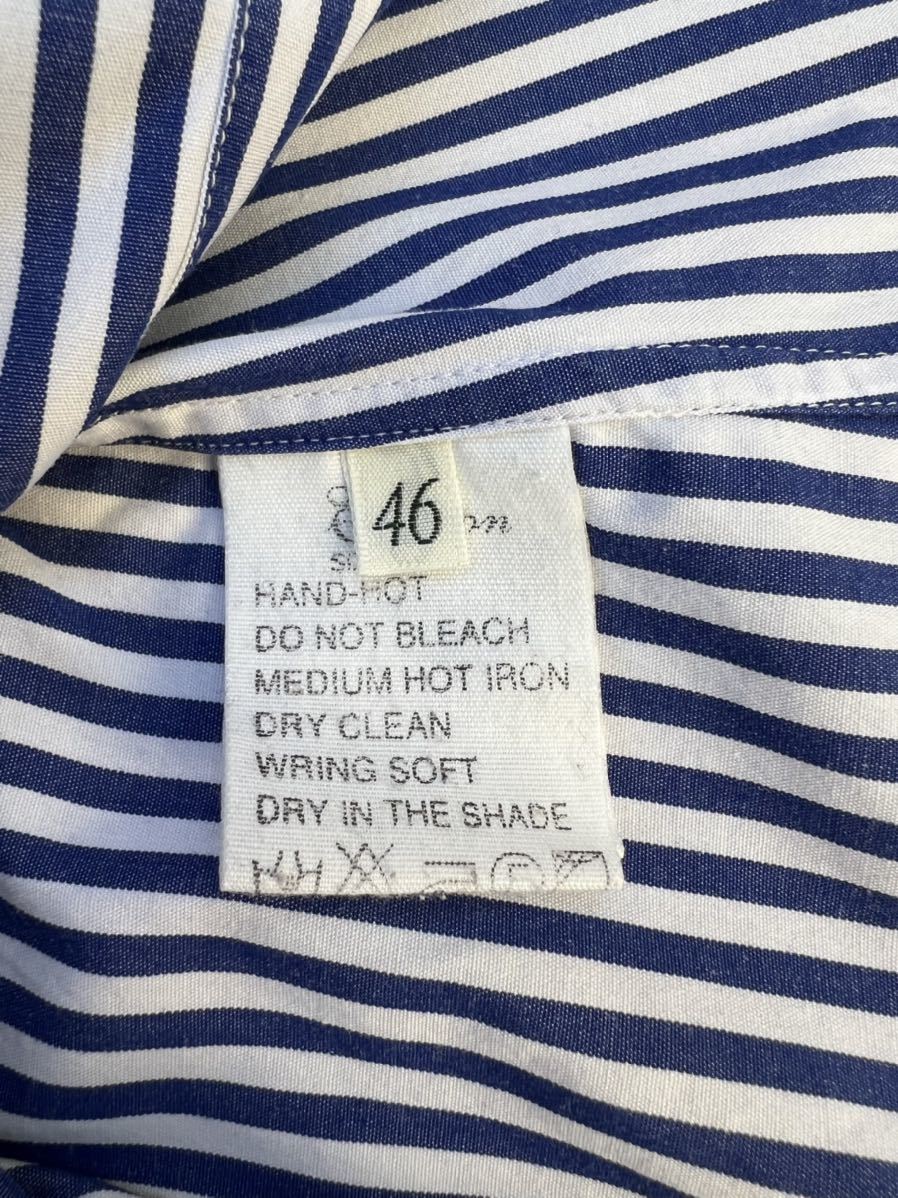 46
HAND-HOT
DO NOT BLEACH
MEDIUM HOT IRON
DRY CLEAN
WRING SOFT
DRY IN THE SHADE